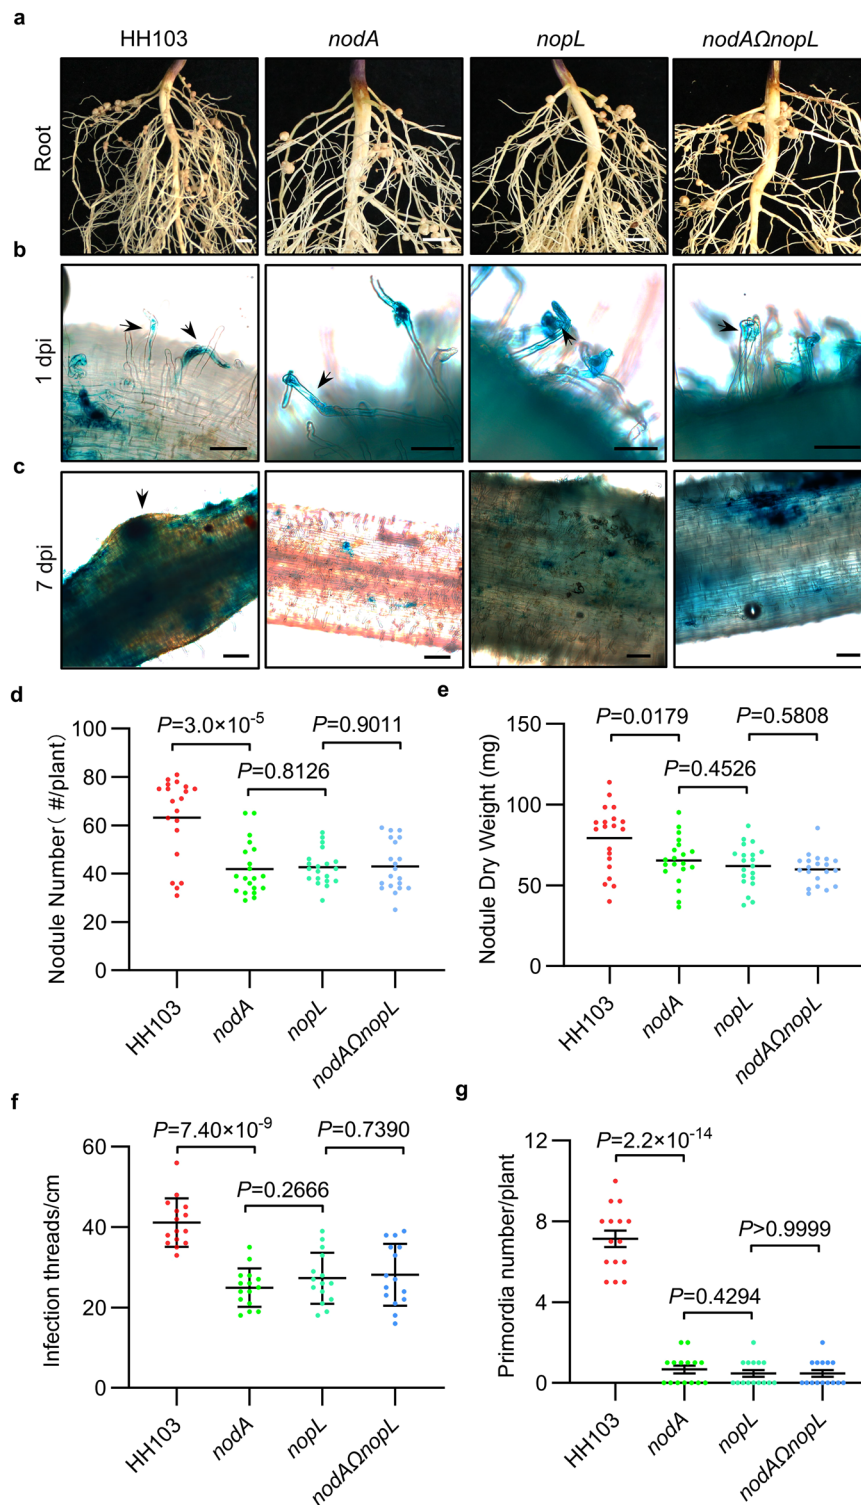 a
HH103 nodA nopL nodAΩnopL
Root
b
1 dpi
c
7 dpi
d
P=3.0×10-5
P=0.9011
P=0.8126
Nodule Number( #/plant)
100
80
60
40
20
0
HH103 nodA nopL nodAΩnopL
e
P=0.0179
P=0.5808
P=0.4526
Nodule Dry Weight (mg)
150
100
50
0
HH103 nodA nopL nodAΩnopL
f
P=7.40×10-9
P=0.7390
P=0.2666
Infection threads/cm
60
40
20
0
HH103 nodA nopL nodAΩnopL
g
P=2.2×10-14
P>0.9999
P=0.4294
Primordia number/plant
12
8
4
0
HH103 nodA nopL nodAΩnopL